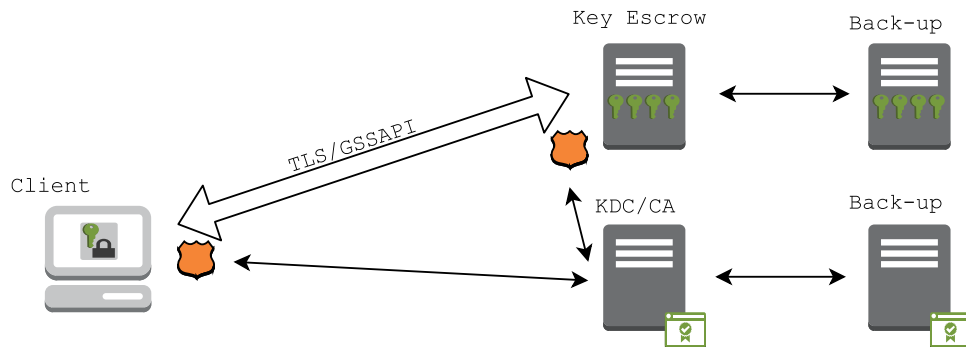 Key Escrow
Back-up
TLS/GSSAPI
Client
KDC/CA
Back-up